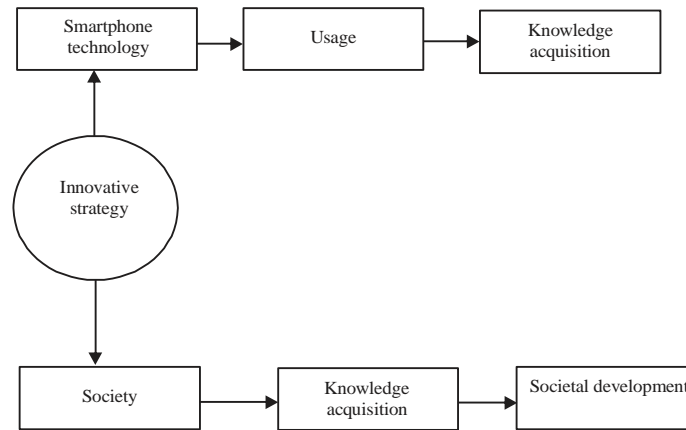 Smartphone
technology
Usage
Knowledge
acquisition
Innovative
strategy
Society
Knowledge
acquisition
Societal development